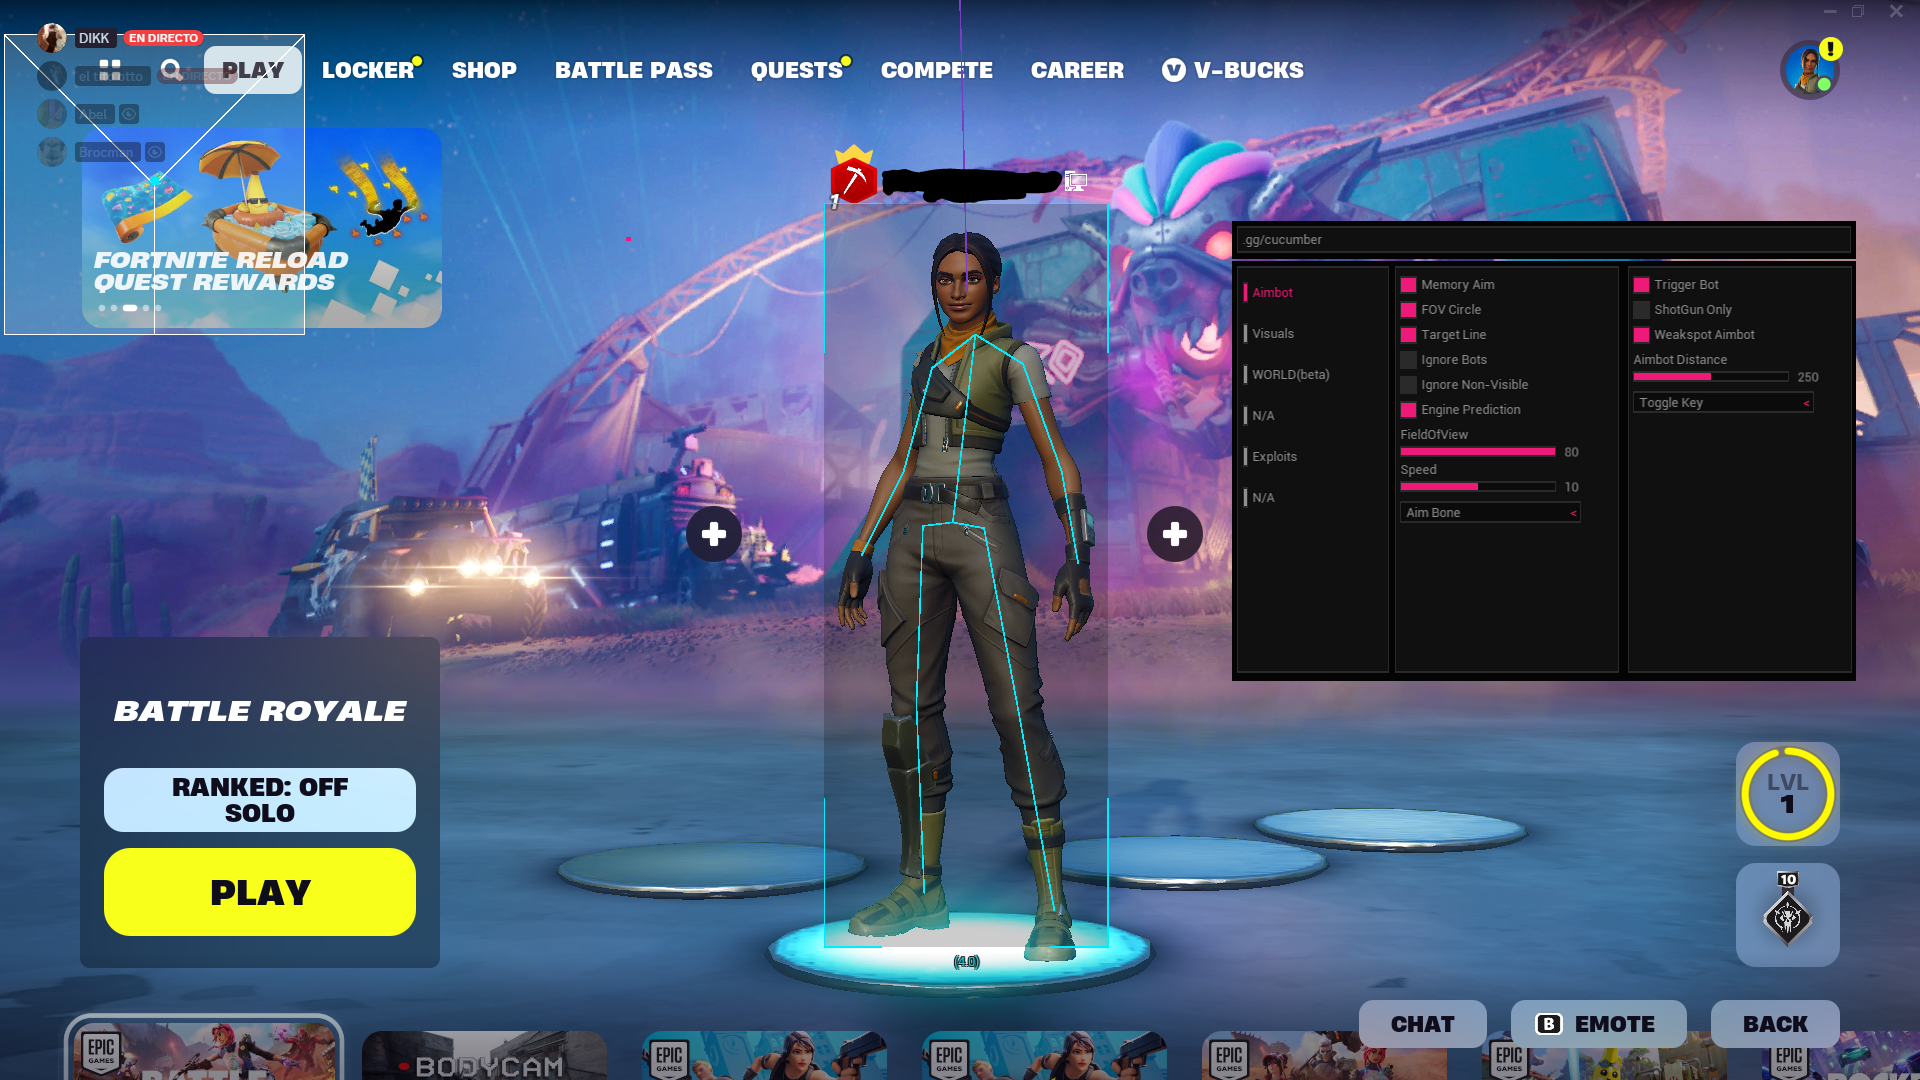 DIKK EN DIRECTO
PLAY LOCKER SHOP BATTLE PASS QUESTS COMPETE CAREER V-BUCKS
Abel
Brocman
1
FORTNITE RELOAD
QUEST REWARDS
.gg/cucumber
Aimbot
Visuals
WORLD(beta)
N/A
Exploits
N/A
Memory Aim
FOV Circle
Target Line
Ignore Bots
Ignore Non-Visible
Engine Prediction
FieldOfView
80
Speed
10
Aim Bone <
Trigger Bot
ShotGun Only
Weakspot Aimbot
Aimbot Distance
250
Toggle Key <
BATTLE ROYALE
RANKED: OFF
SOLO
PLAY
LVL
1
10
(4.0)
CHAT
B EMOTE
BACK
EPIC
GAMES
BATTLE
BODYCAM
EPIC
GAMES
EPIC
GAMES
EPIC
GAMES
EPIC
GAMES
EPIC
GAMES